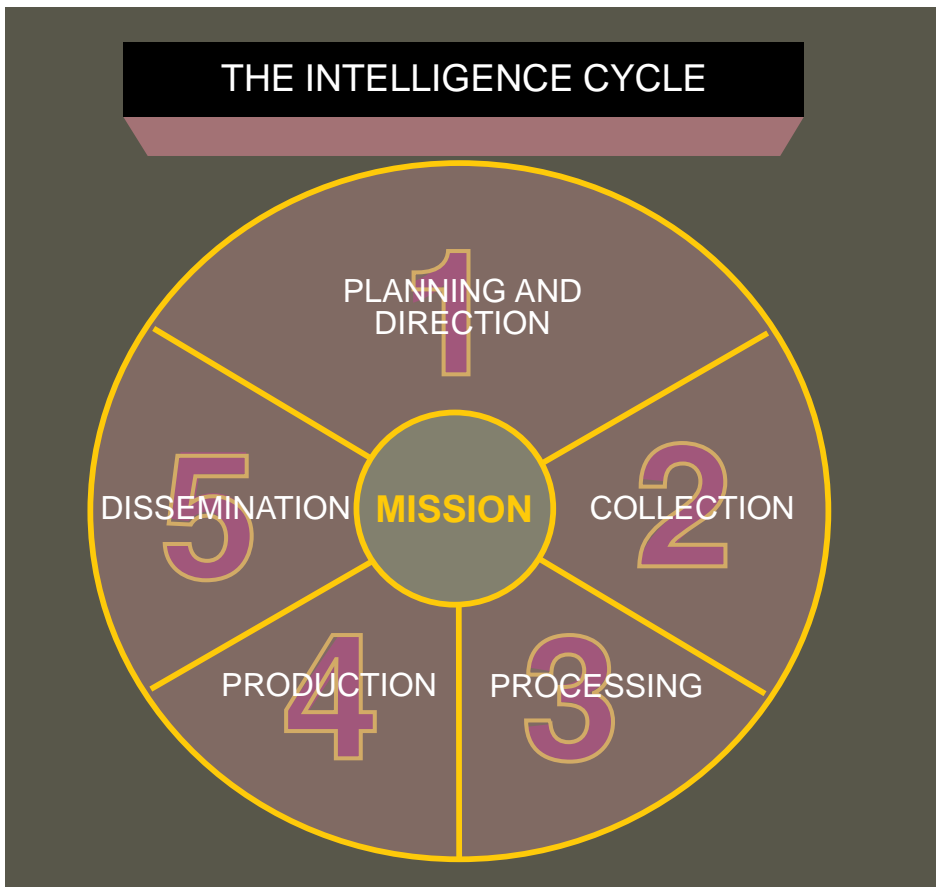 THE INTELLIGENCE CYCLE
1
PLANNING AND
DIRECTION
2
COLLECTION
3
PROCESSING
4
PRODUCTION
5
DISSEMINATION
MISSION